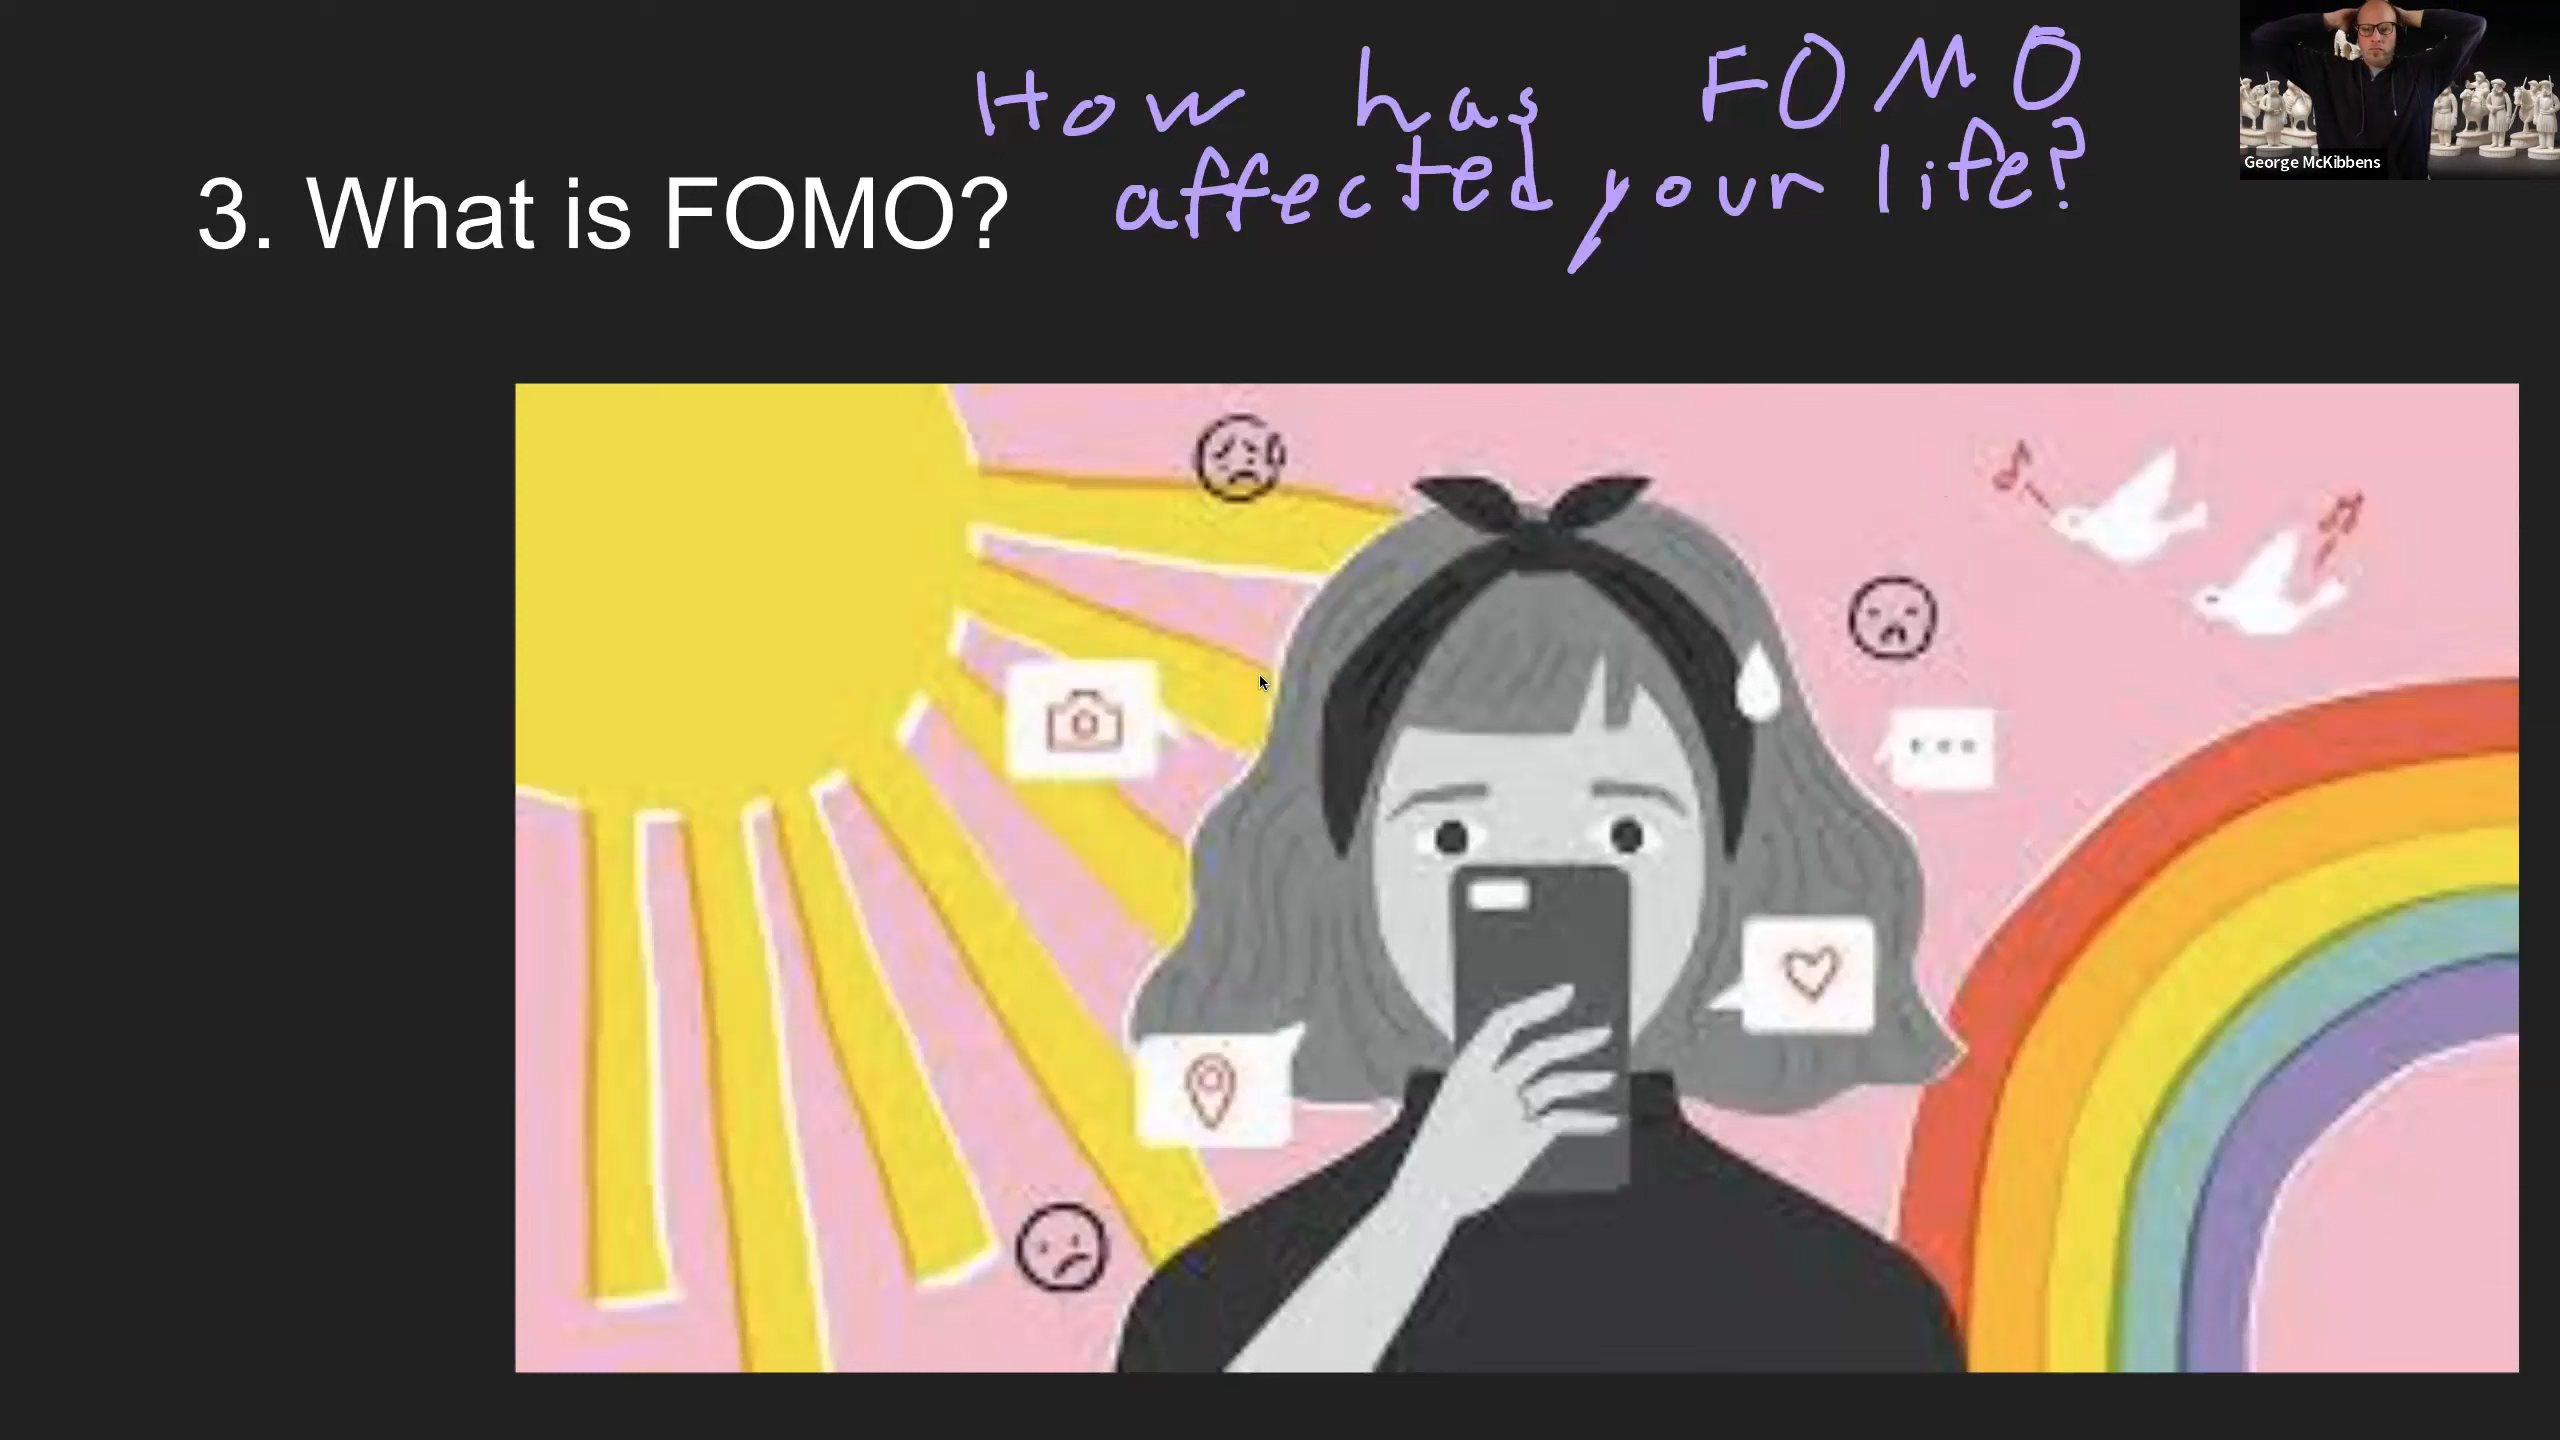 How has FOMO
affected your life?
3. What is FOMO?
George McKibbens